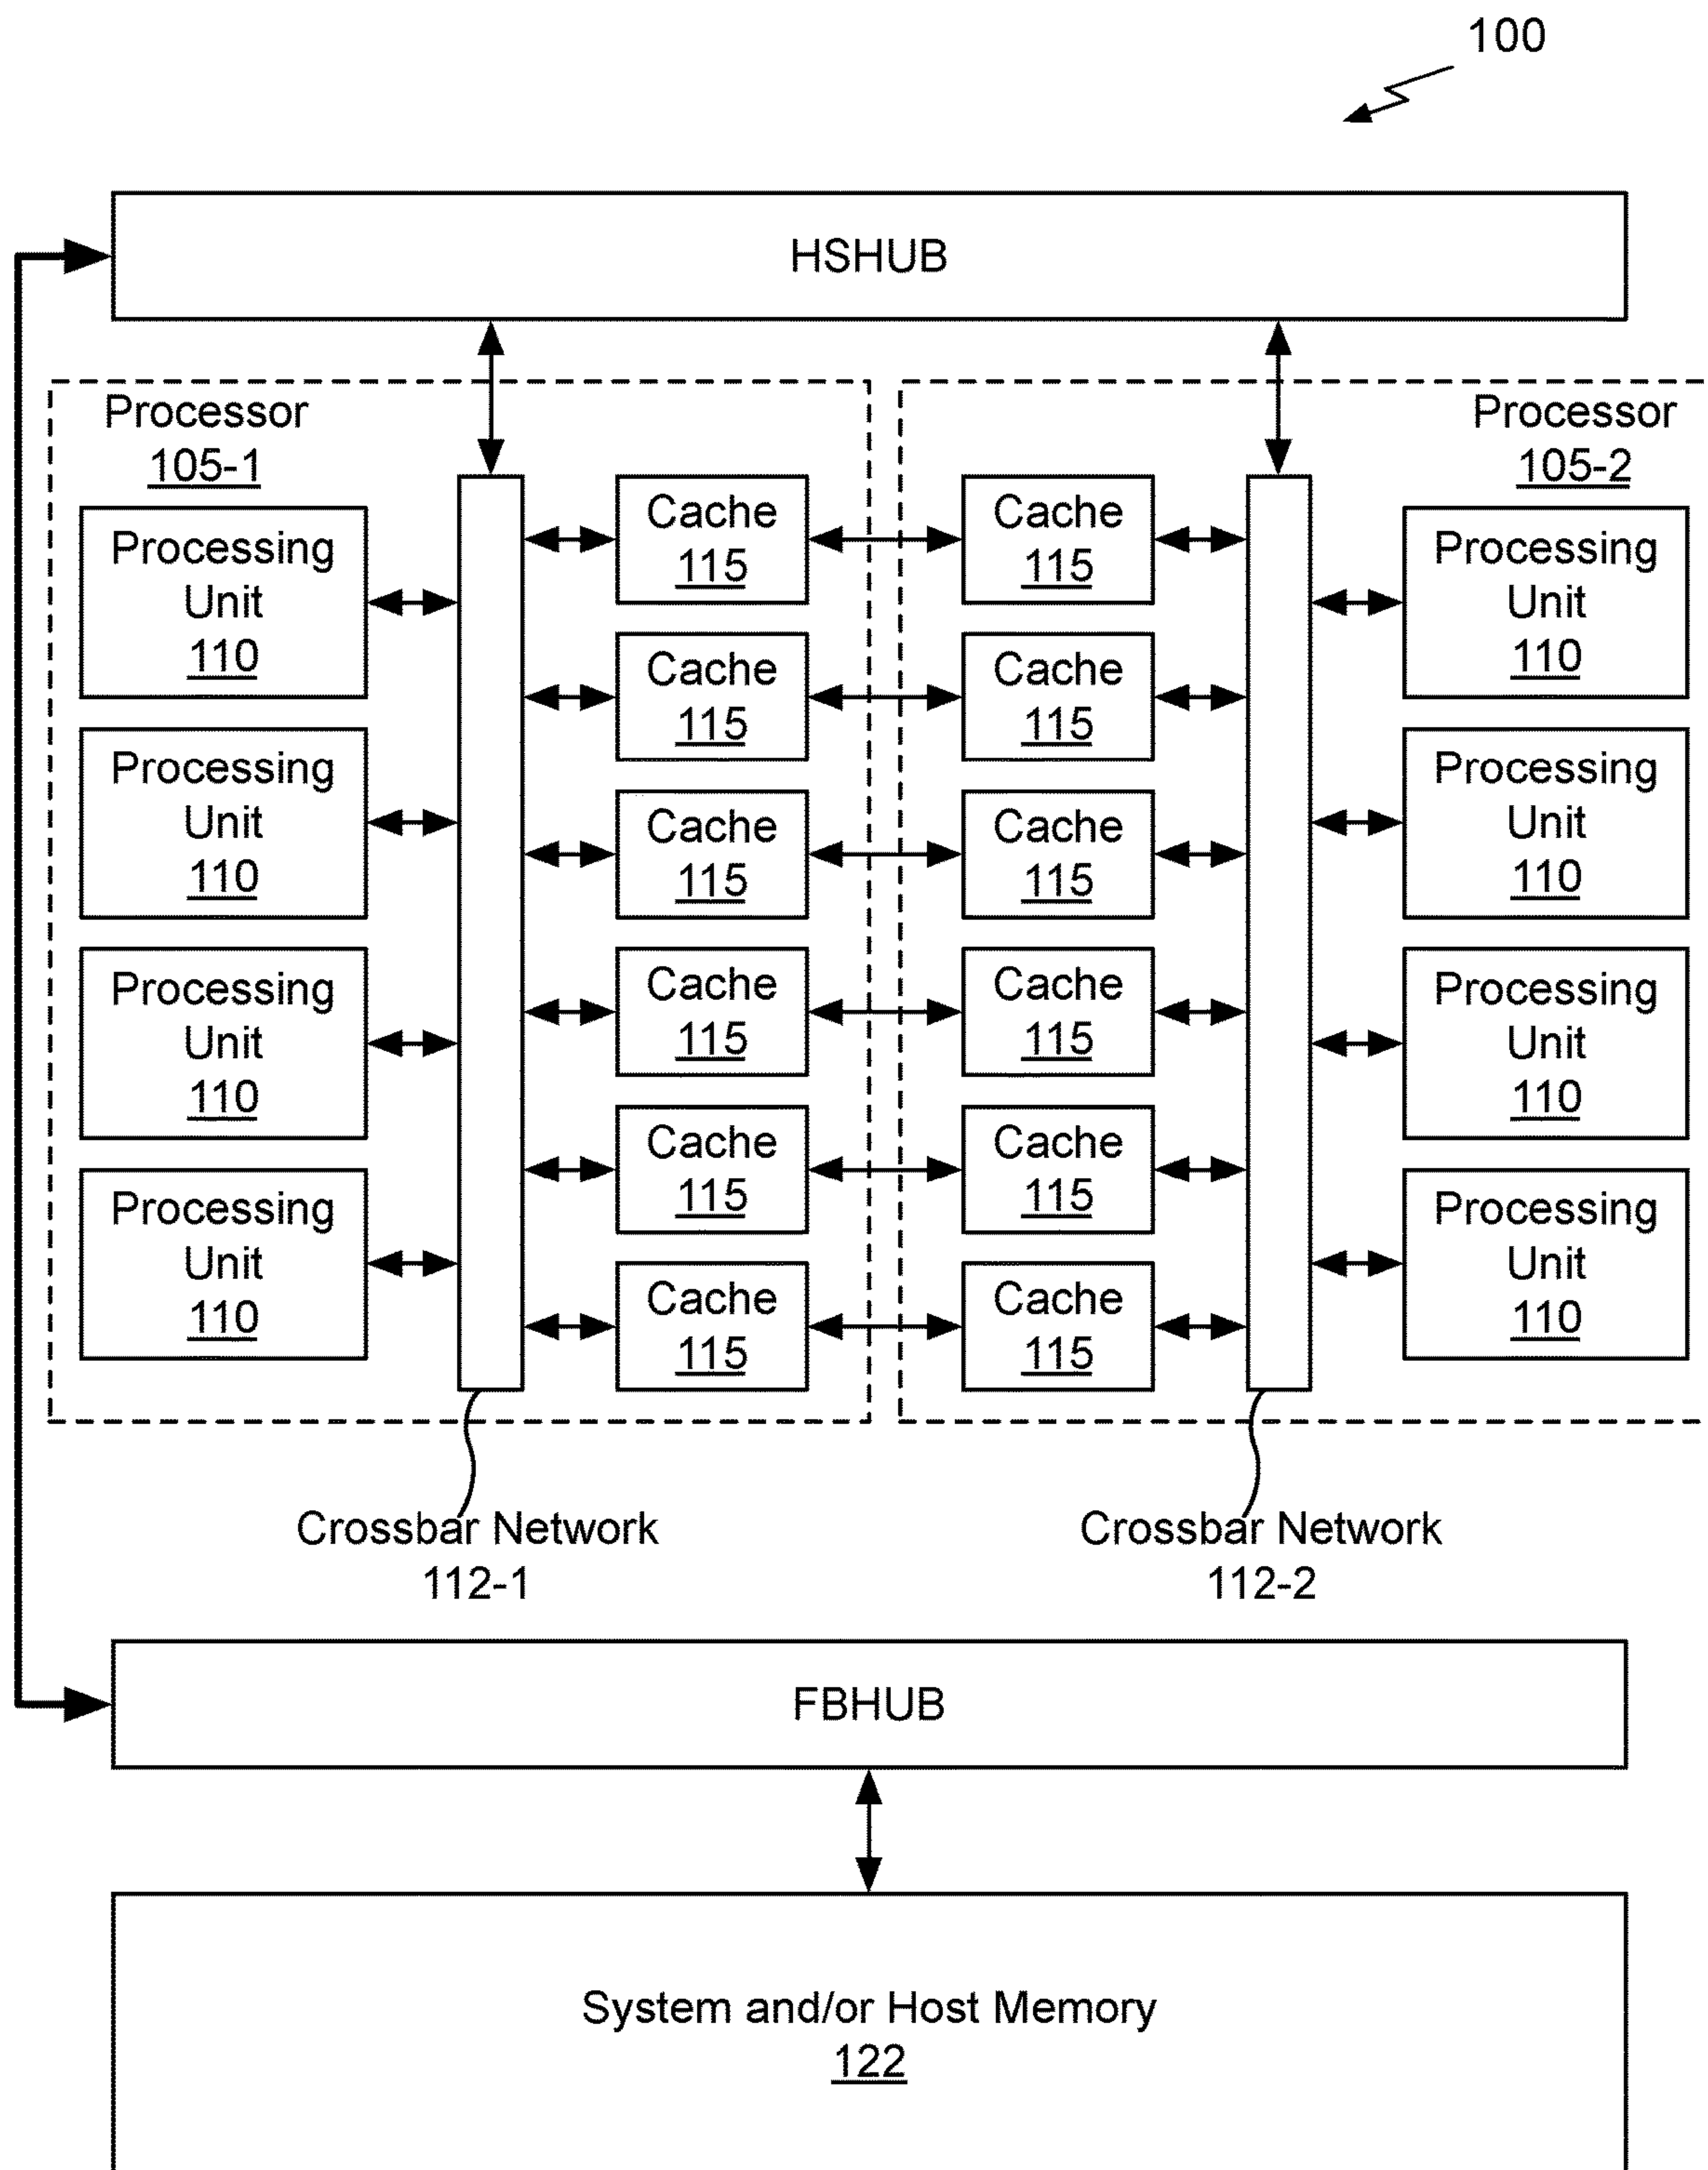 100
HSHUB
Processor
105-1
Processor
105-2
Processing
Unit
110
Processing
Unit
110
Processing
Unit
110
Processing
Unit
110
Cache
115
Cache
115
Cache
115
Cache
115
Cache
115
Cache
115
Cache
115
Cache
115
Cache
115
Cache
115
Cache
115
Cache
115
Processing
Unit
110
Processing
Unit
110
Processing
Unit
110
Processing
Unit
110
Crossbar Network
112-1
Crossbar Network
112-2
FBHUB
System and/or Host Memory
122